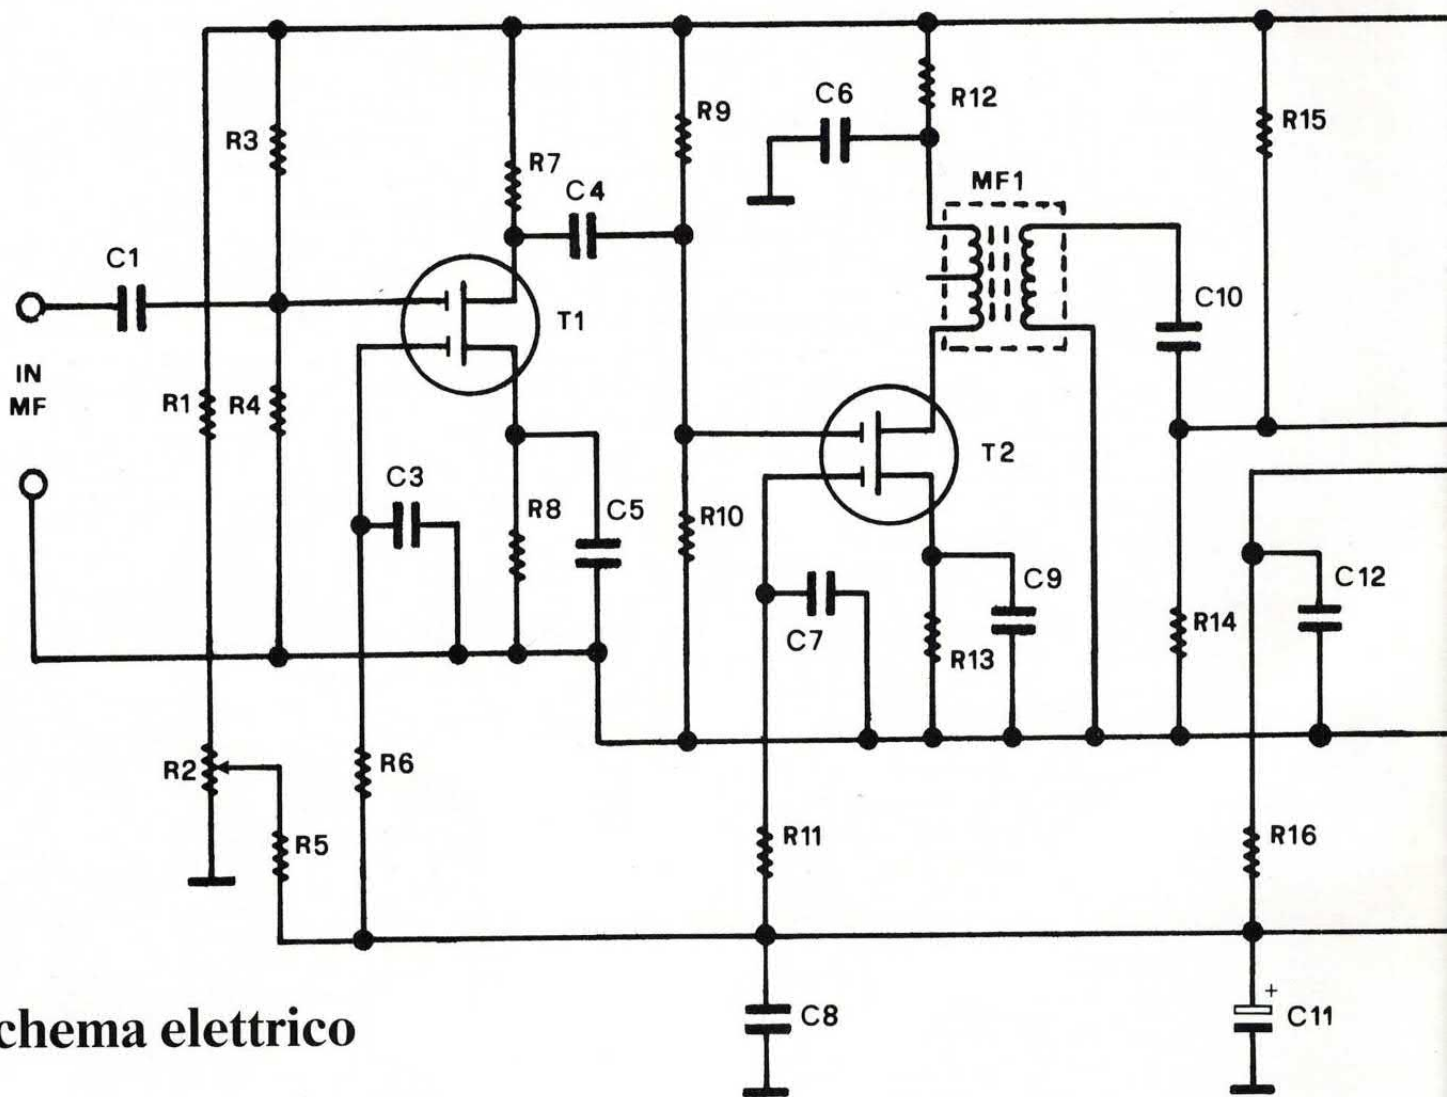 C6
R12
R9
R15
R3
R7
C4
MF1
C1
C10
T1
IN
MF
R1
R4
T2
C3
R8
C5
R10
C9
C12
C7
R13
R14
R2
R6
R5
R11
R16
+
C8
C11
chema elettrico